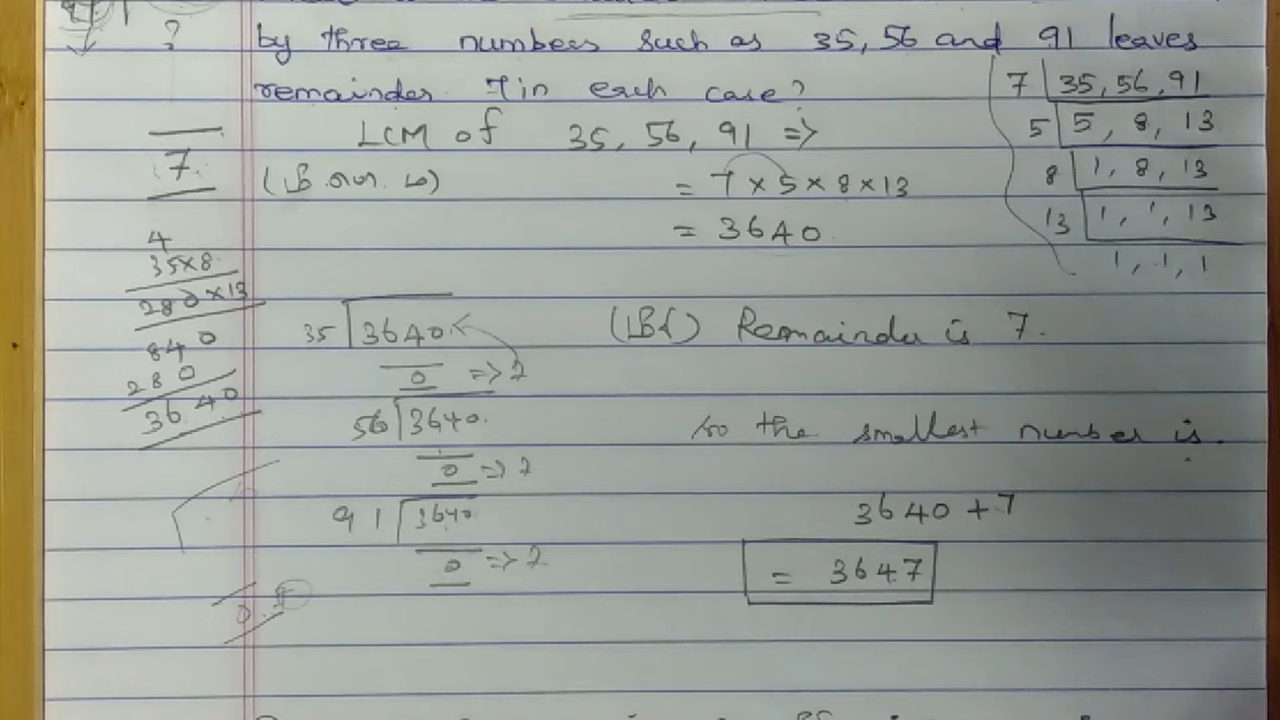 ?
by three numbers such as 35, 56 and 91 leaves
remainder 7 in each case?
LCM of 35, 56, 91 =>
= 7 × 5 × 8 × 13
= 3640
7 | 35, 56, 91
5 | 5, 8, 13
8 | 1, 8, 13
13 | 1, 1, 13
1, 1, 1
7
4
35×8
280×13
840
280
3640
35 | 3640
0 => 7
56 | 3640.
0 => 7
91 | 3640
0 => 7
Remainder is 7.
so the smallest number is.
3640 + 7
= 3647